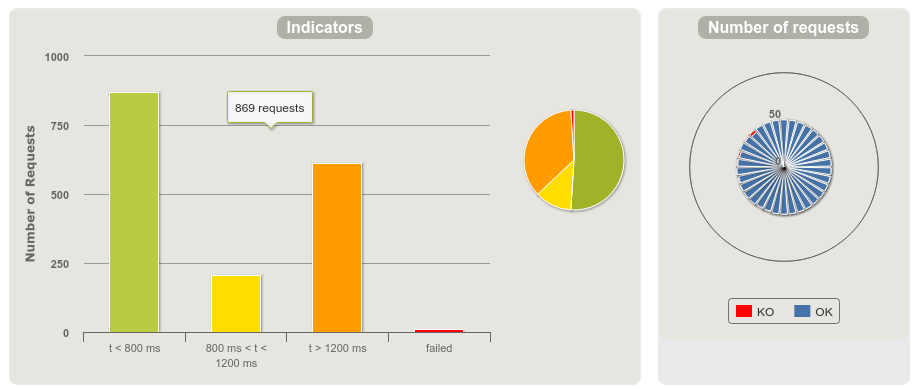 Indicators
Number of Requests
1000
750
500
250
0
869 requests
t < 800 ms
800 ms < t <
1200 ms
t > 1200 ms
failed
Number of requests
50
0
KO
OK